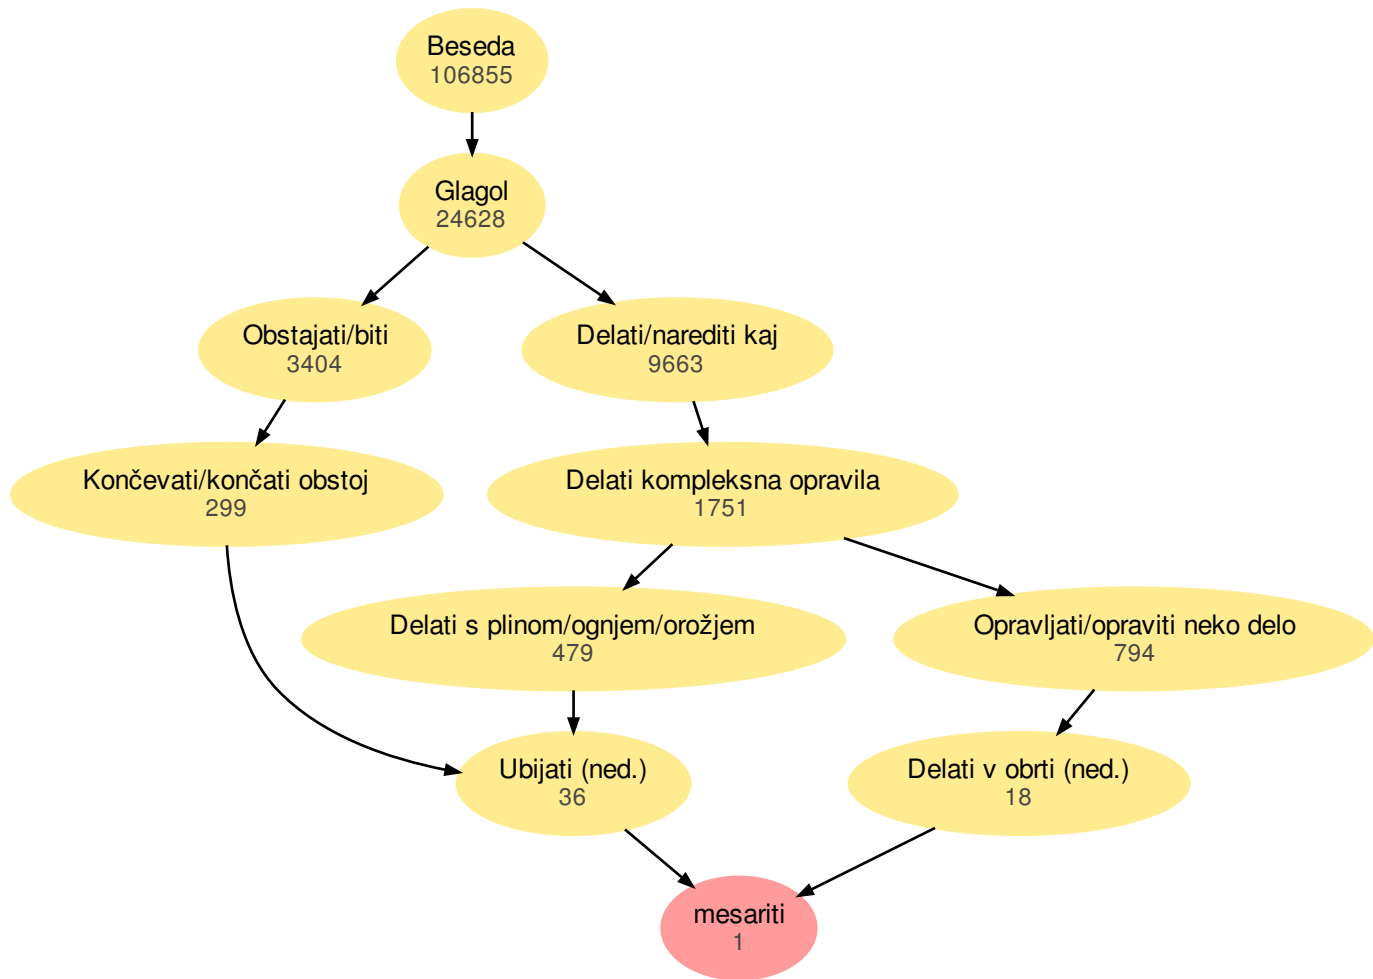 Beseda
106855
Glagol
24628
Obstajati/biti
3404
Delati/narediti kaj
9663
Končevati/končati obstoj
299
Delati kompleksna opravila
1751
Delati s plinom/ognjem/orožjem
479
Opravljati/opraviti neko delo
794
Ubijati (ned.)
36
Delati v obrti (ned.)
18
mesariti
1